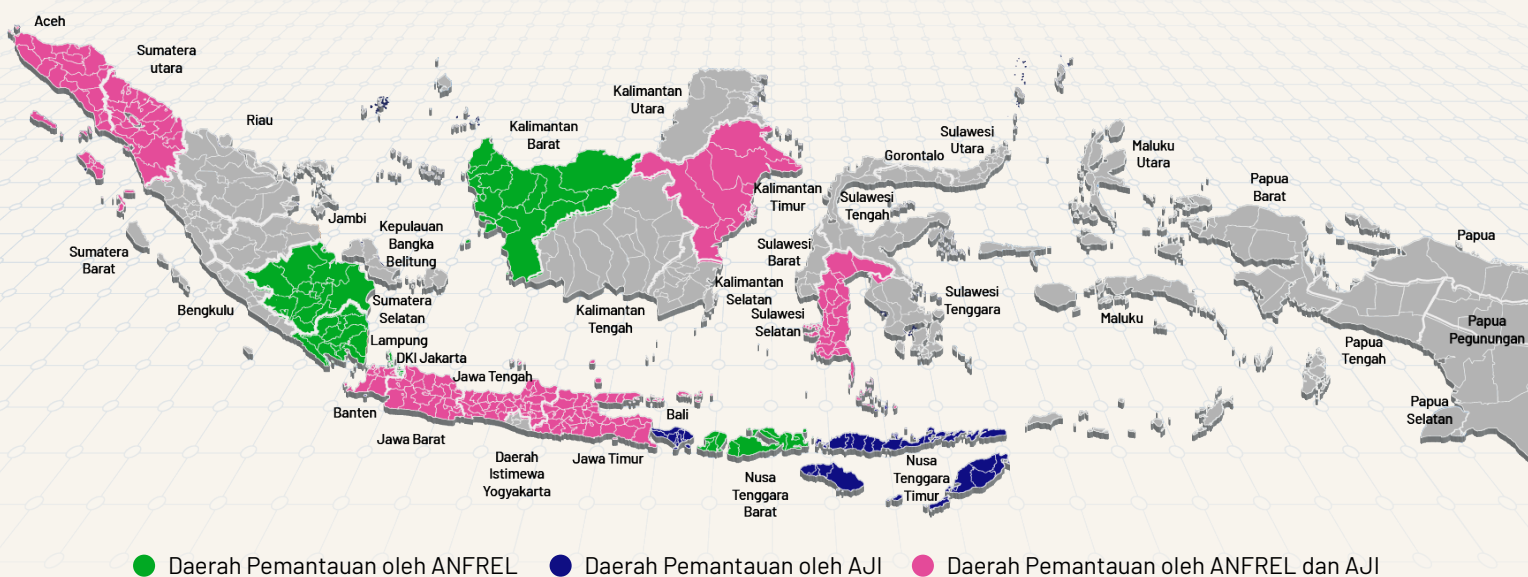 Aceh
Sumatera
utara
Riau
Sumatera
Barat
Jambi
Kepulauan
Bangka
Belitung
Bengkulu
Sumatera
Selatan
Lampung
DKI Jakarta
Jawa Tengah
Banten
Jawa Barat
Daerah
Istimewa
Yogyakarta
Jawa Timur
Bali
Nusa
Tenggara
Barat
Nusa
Tenggara
Timur
Kalimantan
Barat
Kalimantan
Utara
Kalimantan
Timur
Kalimantan
Tengah
Kalimantan
Selatan
Sulawesi
Utara
Gorontalo
Sulawesi
Tengah
Sulawesi
Barat
Sulawesi
Selatan
Sulawesi
Tenggara
Maluku
Utara
Maluku
Papua
Barat
Papua
Papua
Tengah
Papua
Pegunungan
Papua
Selatan
Daerah Pemantauan oleh ANFREL
Daerah Pemantauan oleh AJI
Daerah Pemantauan oleh ANFREL dan AJI